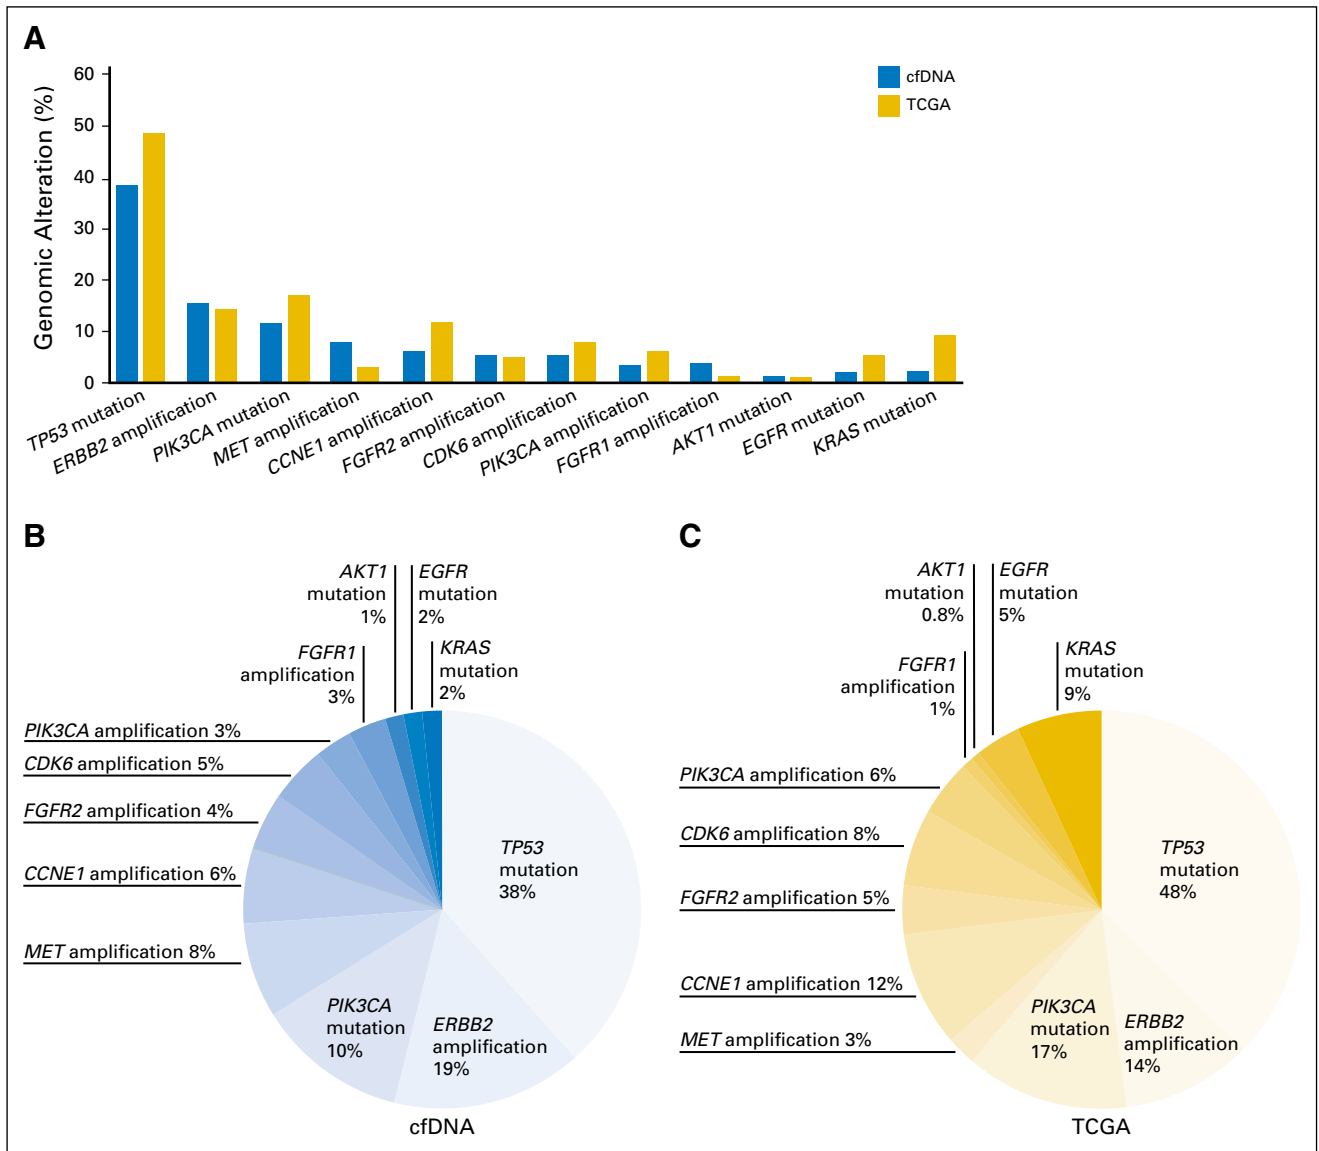 A
cfDNA
TCGA
Genomic Alteration (%)
60
50
40
30
20
10
0
TP53 mutation
ERBB2 amplification
PIK3CA mutation
MET amplification
CCNE1 amplification
FGFR2 amplification
CDK6 amplification
PIK3CA amplification
FGFR1 amplification
AKT1 mutation
EGFR mutation
KRAS mutation
B
AKT1
mutation
1%
EGFR
mutation
2%
FGFR1
amplification
3%
KRAS
mutation
2%
PIK3CA amplification 3%
CDK6 amplification 5%
FGFR2 amplification 4%
CCNE1 amplification 6%
MET amplification 8%
PIK3CA
mutation
10%
ERBB2
amplification
19%
TP53
mutation
38%
cfDNA
C
AKT1
mutation
0.8%
EGFR
mutation
5%
FGFR1
amplification
1%
KRAS
mutation
9%
PIK3CA amplification 6%
CDK6 amplification 8%
FGFR2 amplification 5%
CCNE1 amplification 12%
MET amplification 3%
PIK3CA
mutation
17%
ERBB2
amplification
14%
TP53
mutation
48%
TCGA